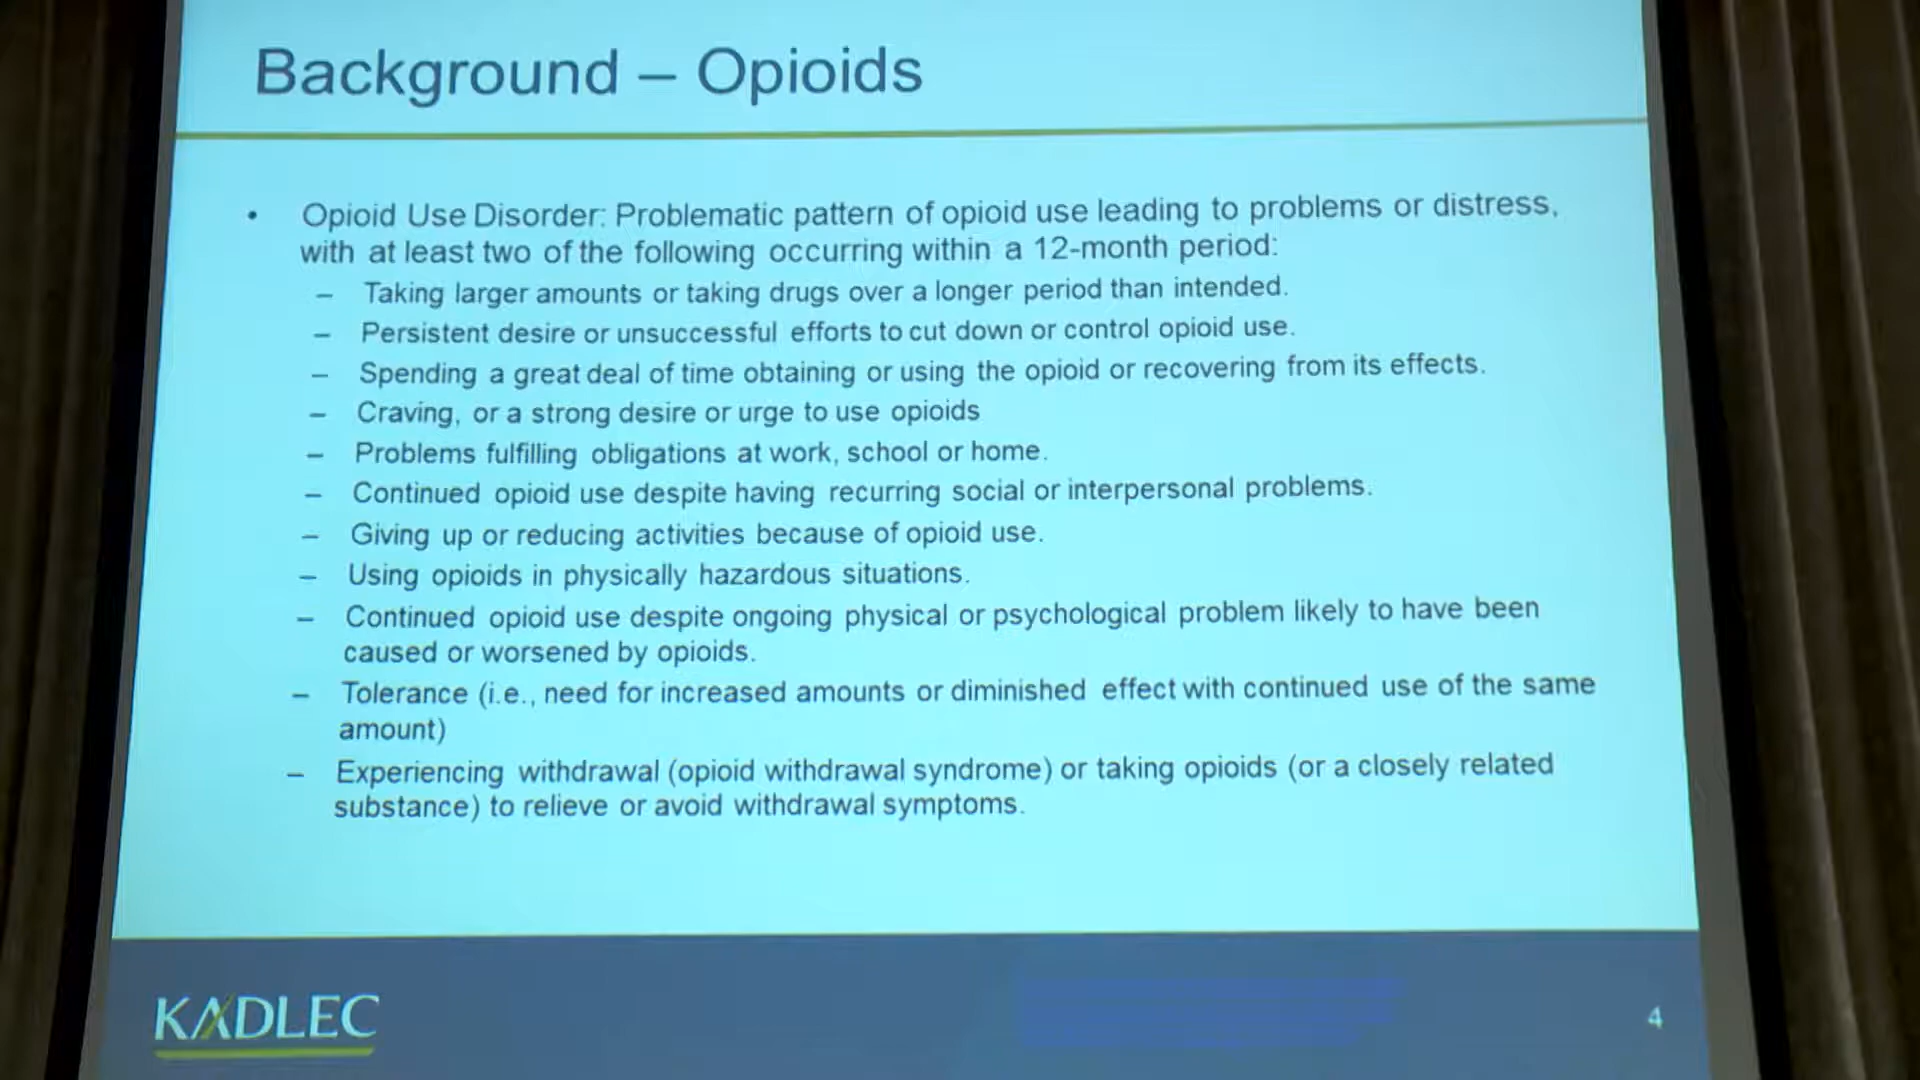 Background – Opioids
• Opioid Use Disorder: Problematic pattern of opioid use leading to problems or distress,
with at least two of the following occurring within a 12-month period:
– Taking larger amounts or taking drugs over a longer period than intended.
– Persistent desire or unsuccessful efforts to cut down or control opioid use.
– Spending a great deal of time obtaining or using the opioid or recovering from its effects.
– Craving, or a strong desire or urge to use opioids
– Problems fulfilling obligations at work, school or home.
– Continued opioid use despite having recurring social or interpersonal problems.
– Giving up or reducing activities because of opioid use.
– Using opioids in physically hazardous situations.
– Continued opioid use despite ongoing physical or psychological problem likely to have been
caused or worsened by opioids.
– Tolerance (i.e., need for increased amounts or diminished effect with continued use of the same
amount)
– Experiencing withdrawal (opioid withdrawal syndrome) or taking opioids (or a closely related
substance) to relieve or avoid withdrawal symptoms.
KADLEC
4